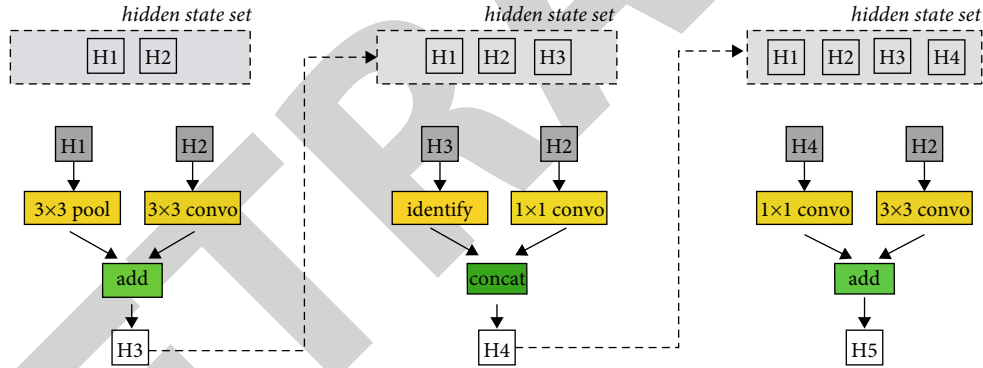 hidden state set hidden state set hidden state set
H1 H2 H1 H2 H3 H1 H2 H3 H4
H1 H2 H3 H2 H4 H2
3×3 pool 3×3 convo identify 1×1 convo 1×1 convo 3×3 convo
add concat add
H3 H4 H5